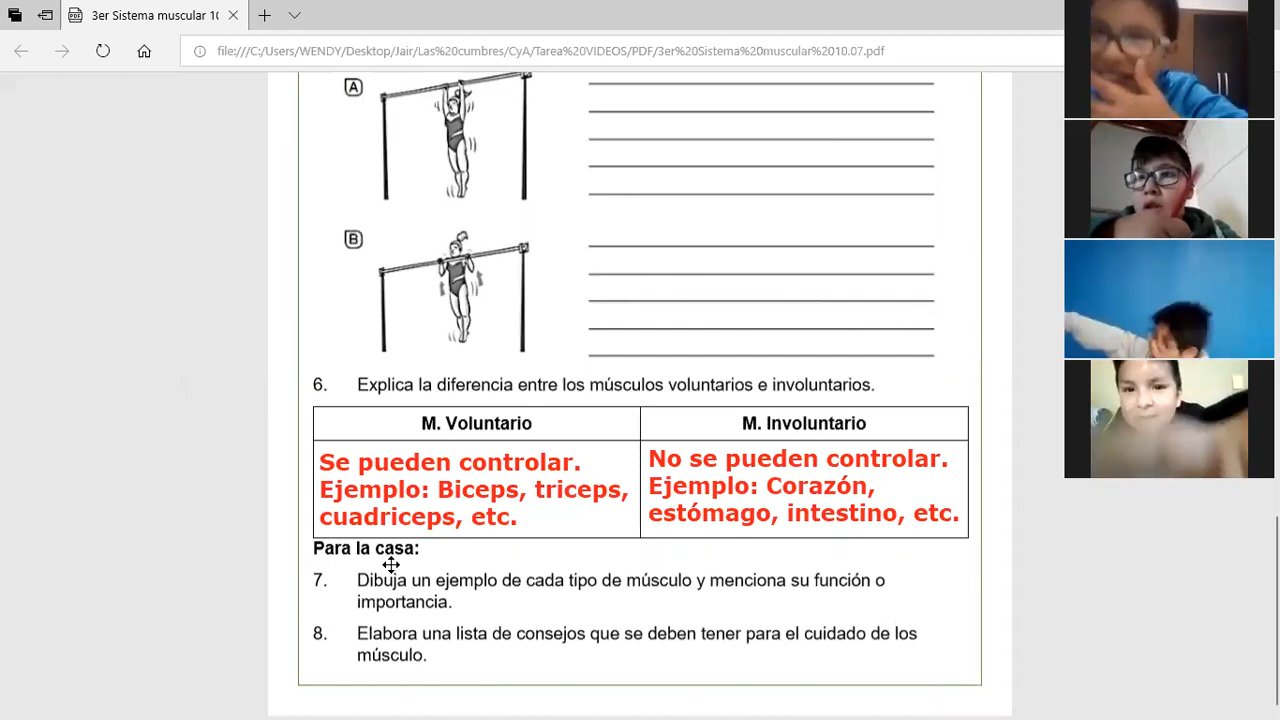 3er Sistema muscular 10
file:///C:/Users/WENDY/Desktop/Jair/Las%20cumbres/CyA/Tarea%20VIDEOS/PDF/3er%20Sistema%20muscular%2010.07.pdf
A
B
6. Explica la diferencia entre los músculos voluntarios e involuntarios.
M. Voluntario
M. Involuntario
Se pueden controlar.
Ejemplo: Biceps, triceps,
cuadriceps, etc.
No se pueden controlar.
Ejemplo: Corazón,
estómago, intestino, etc.
Para la casa:
7. Dibuja un ejemplo de cada tipo de músculo y menciona su función o
importancia.
8. Elabora una lista de consejos que se deben tener para el cuidado de los
músculo.